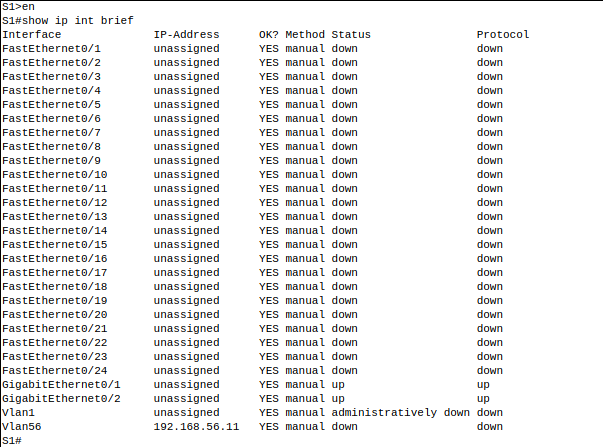 S1>en
S1#show ip int brief
Interface IP-Address OK? Method Status Protocol
FastEthernet0/1 unassigned YES manual down down
FastEthernet0/2 unassigned YES manual down down
FastEthernet0/3 unassigned YES manual down down
FastEthernet0/4 unassigned YES manual down down
FastEthernet0/5 unassigned YES manual down down
FastEthernet0/6 unassigned YES manual down down
FastEthernet0/7 unassigned YES manual down down
FastEthernet0/8 unassigned YES manual down down
FastEthernet0/9 unassigned YES manual down down
FastEthernet0/10 unassigned YES manual down down
FastEthernet0/11 unassigned YES manual down down
FastEthernet0/12 unassigned YES manual down down
FastEthernet0/13 unassigned YES manual down down
FastEthernet0/14 unassigned YES manual down down
FastEthernet0/15 unassigned YES manual down down
FastEthernet0/16 unassigned YES manual down down
FastEthernet0/17 unassigned YES manual down down
FastEthernet0/18 unassigned YES manual down down
FastEthernet0/19 unassigned YES manual down down
FastEthernet0/20 unassigned YES manual down down
FastEthernet0/21 unassigned YES manual down down
FastEthernet0/22 unassigned YES manual down down
FastEthernet0/23 unassigned YES manual down down
FastEthernet0/24 unassigned YES manual down down
GigabitEthernet0/1 unassigned YES manual up up
GigabitEthernet0/2 unassigned YES manual up up
Vlan1 unassigned YES manual administratively down down
Vlan56 192.168.56.11 YES manual down down
S1#